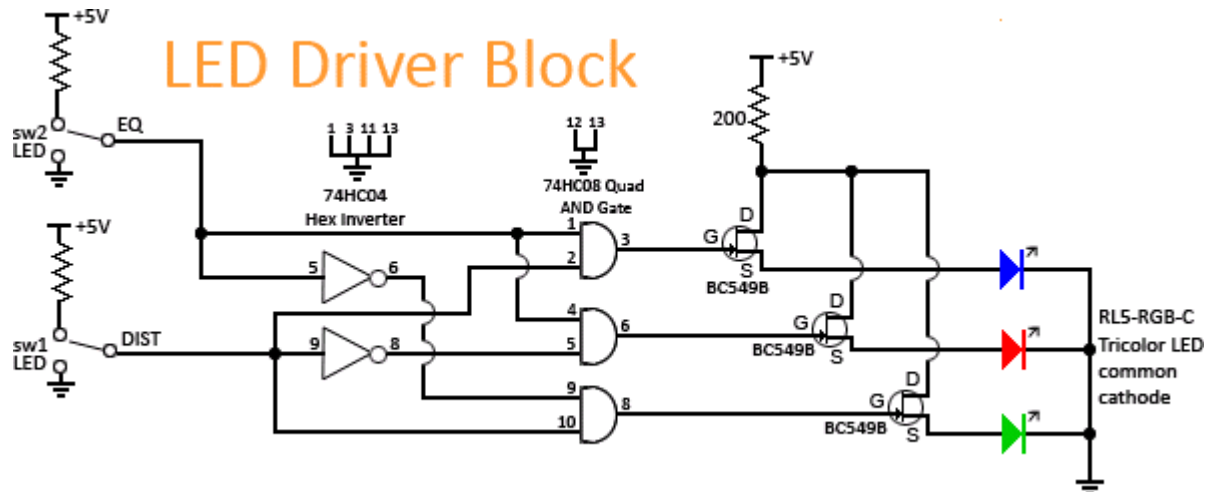 +5V
LED Driver Block
+5V
200
sw2
LED
EQ
1 3 11 13
12 13
74HC04
Hex Inverter
74HC08 Quad
AND Gate
+5V
1
2
3
D
G
S
BC549B
5
6
sw1
LED
DIST
9
8
4
5
6
D
G
S
BC549B
RL5-RGB-C
Tricolor LED
common
cathode
9
10
8
D
G
S
BC549B